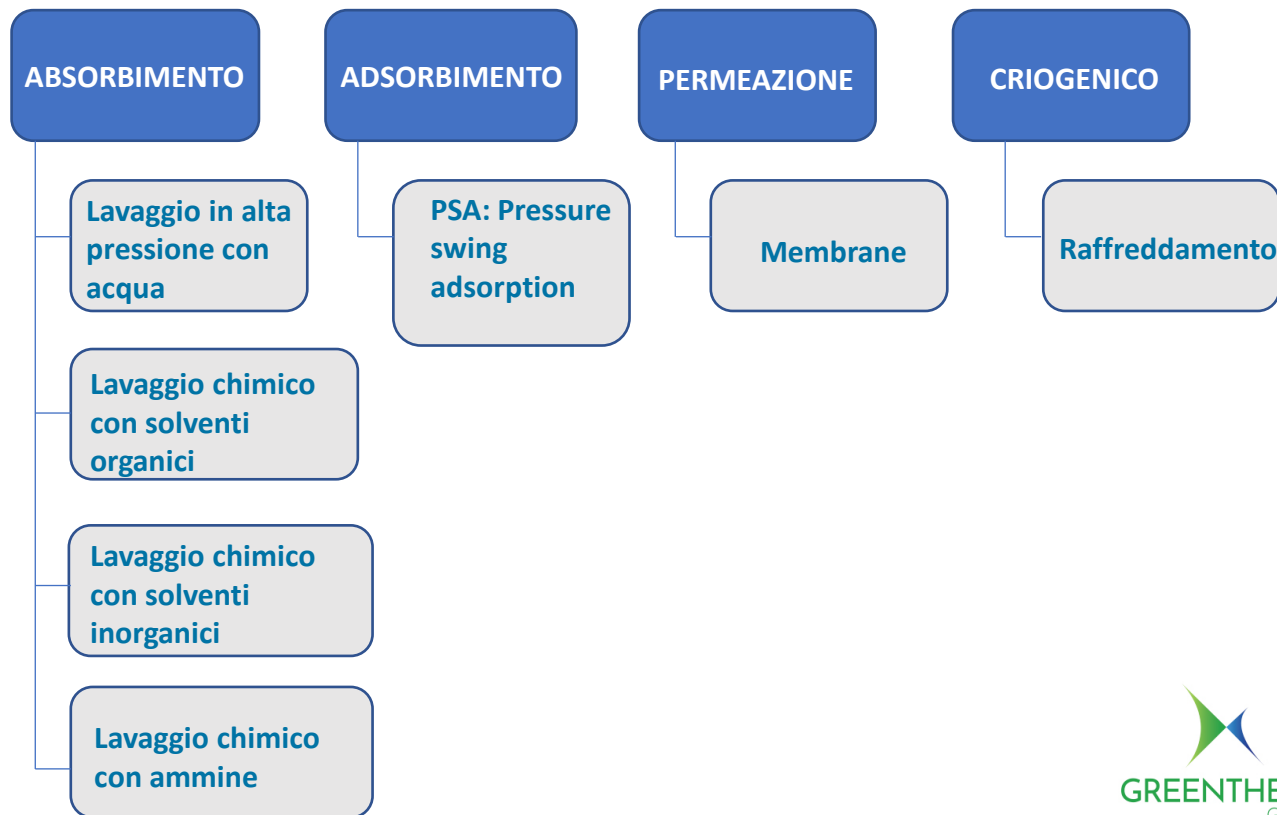 ABSORBIMENTO
Lavaggio in alta
pressione con
acqua
Lavaggio chimico
con solventi
organici
Lavaggio chimico
con solventi
inorganici
Lavaggio chimico
con ammine
ADSORBIMENTO
PSA: Pressure
swing
adsorption
PERMEAZIONE
Membrane
CRIOGENICO
Raffreddamento